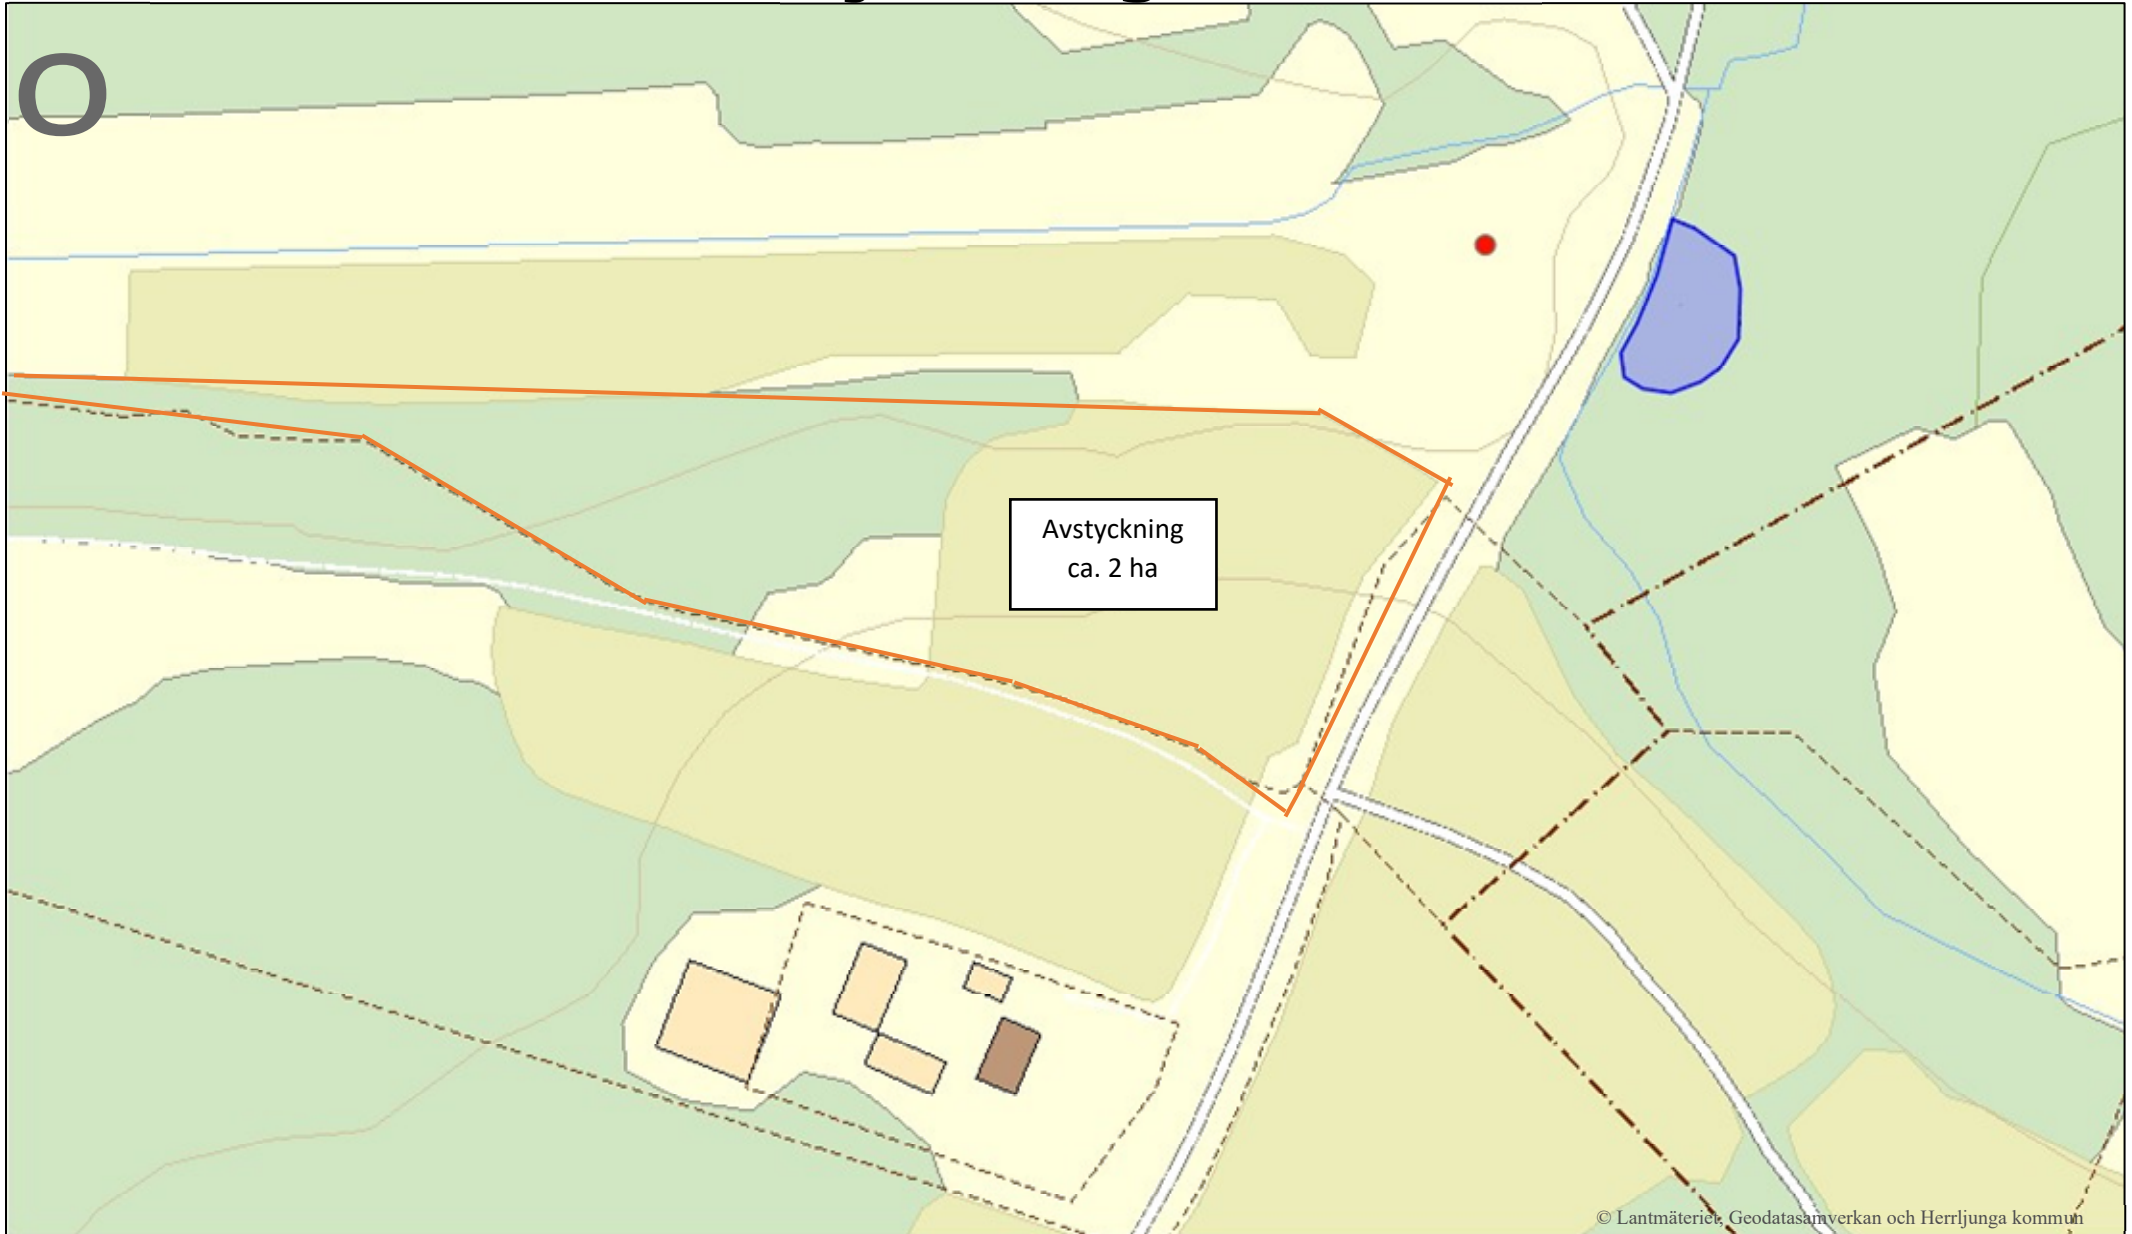 O
Avstyckning
ca. 2 ha
© Lantmäteriet, Geodatasamverkan och Herrljunga kommun